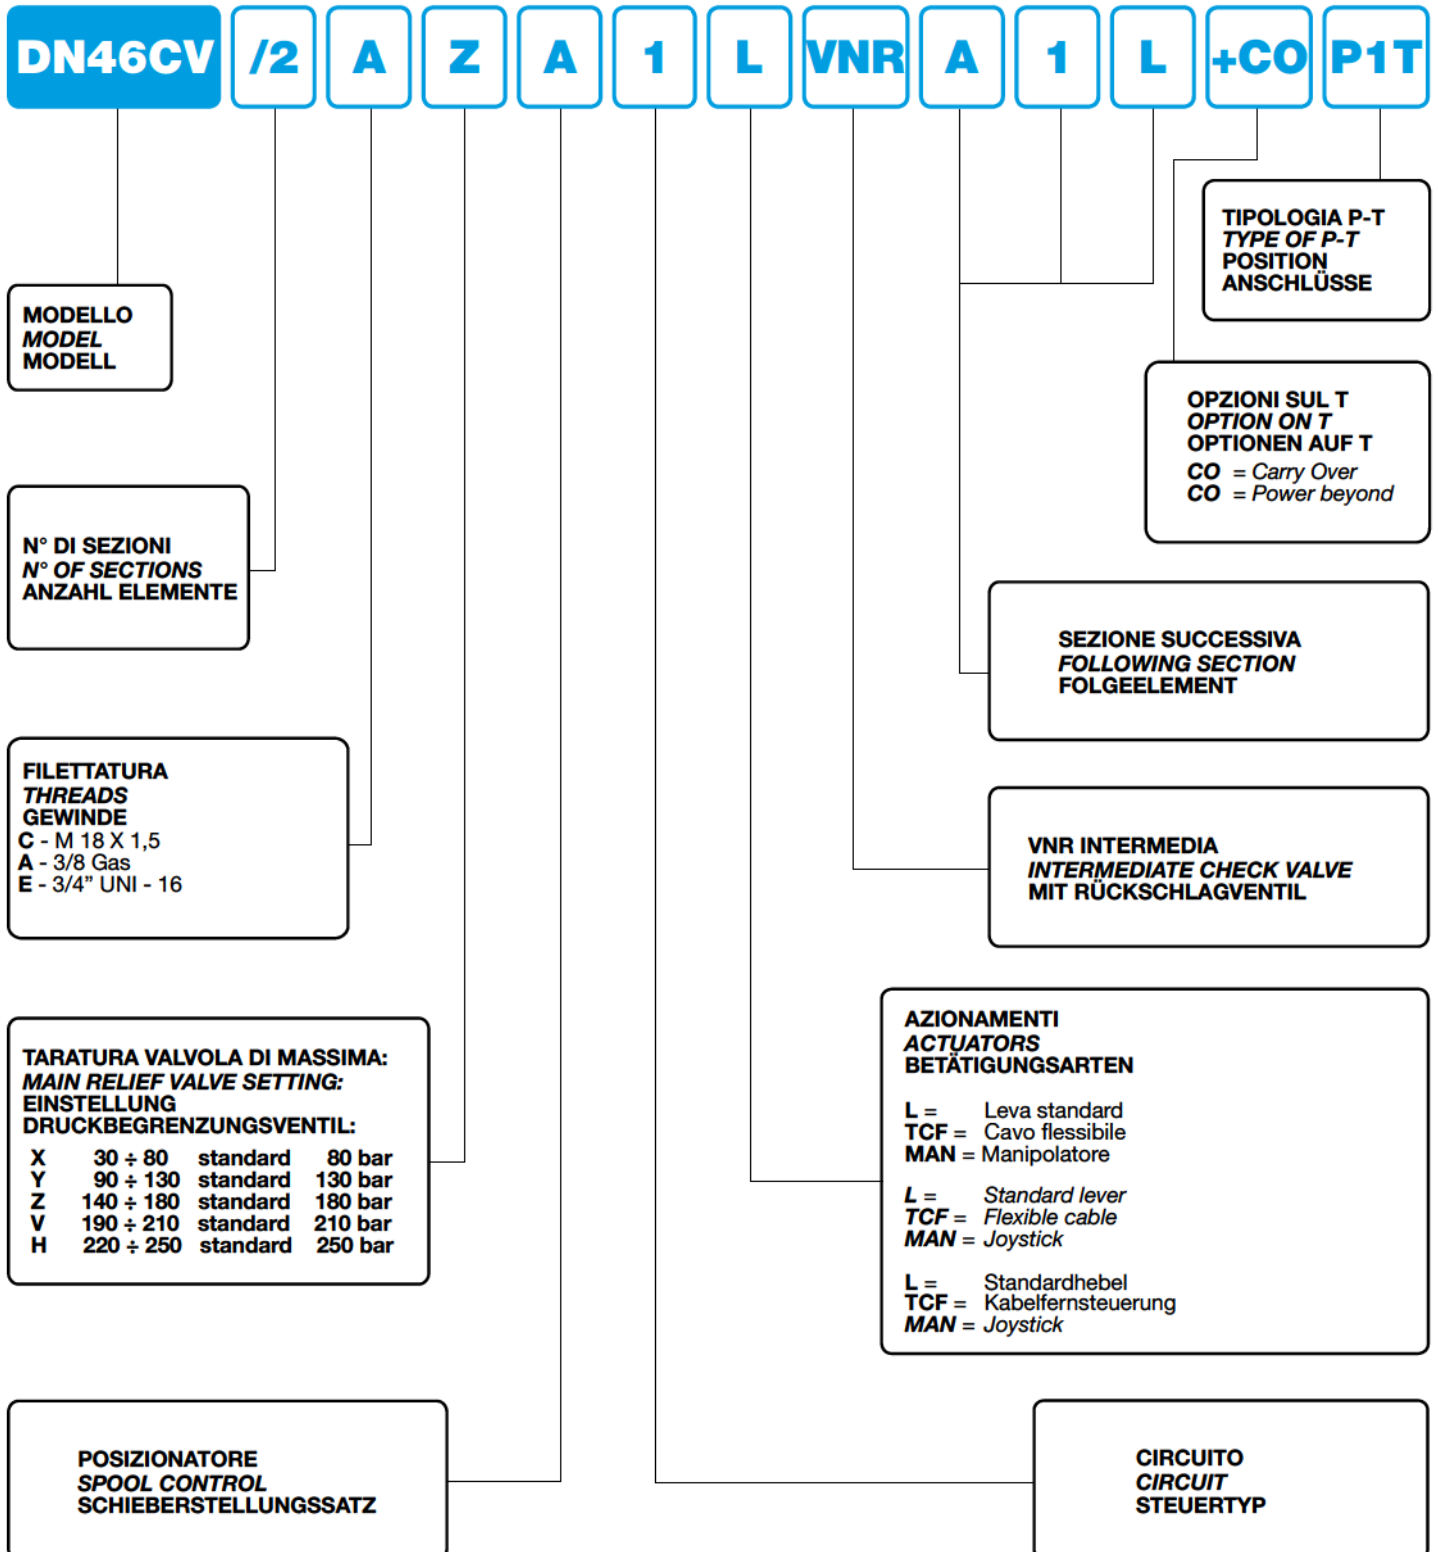 DN46CV /2 A Z A 1 L VNR A 1 L +CO P1T
TIPOLOGIA P-T
TYPE OF P-T
POSITION
ANSCHLÜSSE
MODELLO
MODEL
MODELL
OPZIONI SUL T
OPTION ON T
OPTIONEN AUF T
CO = Carry Over
CO = Power beyond
N° DI SEZIONI
N° OF SECTIONS
ANZAHL ELEMENTE
SEZIONE SUCCESSIVA
FOLLOWING SECTION
FOLGEELEMENT
FILETTATURA
THREADS
GEWINDE
C - M 18 X 1,5
A - 3/8 Gas
E - 3/4” UNI - 16
VNR INTERMEDIA
INTERMEDIATE CHECK VALVE
MIT RÜCKSCHLAGVENTIL
TARATURA VALVOLA DI MASSIMA:
MAIN RELIEF VALVE SETTING:
EINSTELLUNG
DRUCKBEGRENZUNGSVENTIL:
X 30 ÷ 80 standard 80 bar
Y 90 ÷ 130 standard 130 bar
Z 140 ÷ 180 standard 180 bar
V 190 ÷ 210 standard 210 bar
H 220 ÷ 250 standard 250 bar
AZIONAMENTI
ACTUATORS
BETÄTIGUNGSARTEN
L = Leva standard
TCF = Cavo flessibile
MAN = Manipolatore
L = Standard lever
TCF = Flexible cable
MAN = Joystick
L = Standardhebel
TCF = Kabelfernsteuerung
MAN = Joystick
POSIZIONATORE
SPOOL CONTROL
SCHIEBERSTELLUNGSSATZ
CIRCUITO
CIRCUIT
STEUERTYP